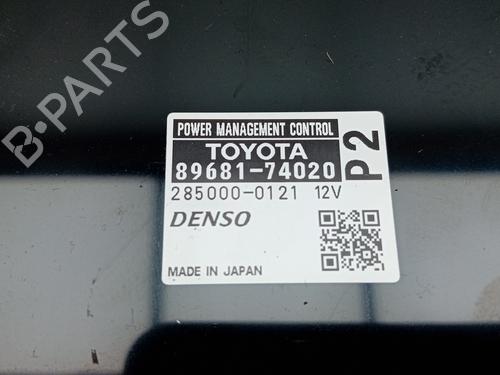 POWER MANAGEMENT CONTROL
TOYOTA
89681-74020
P2
285000-0121 12V
DENSO
MADE IN JAPAN
B-PARTS